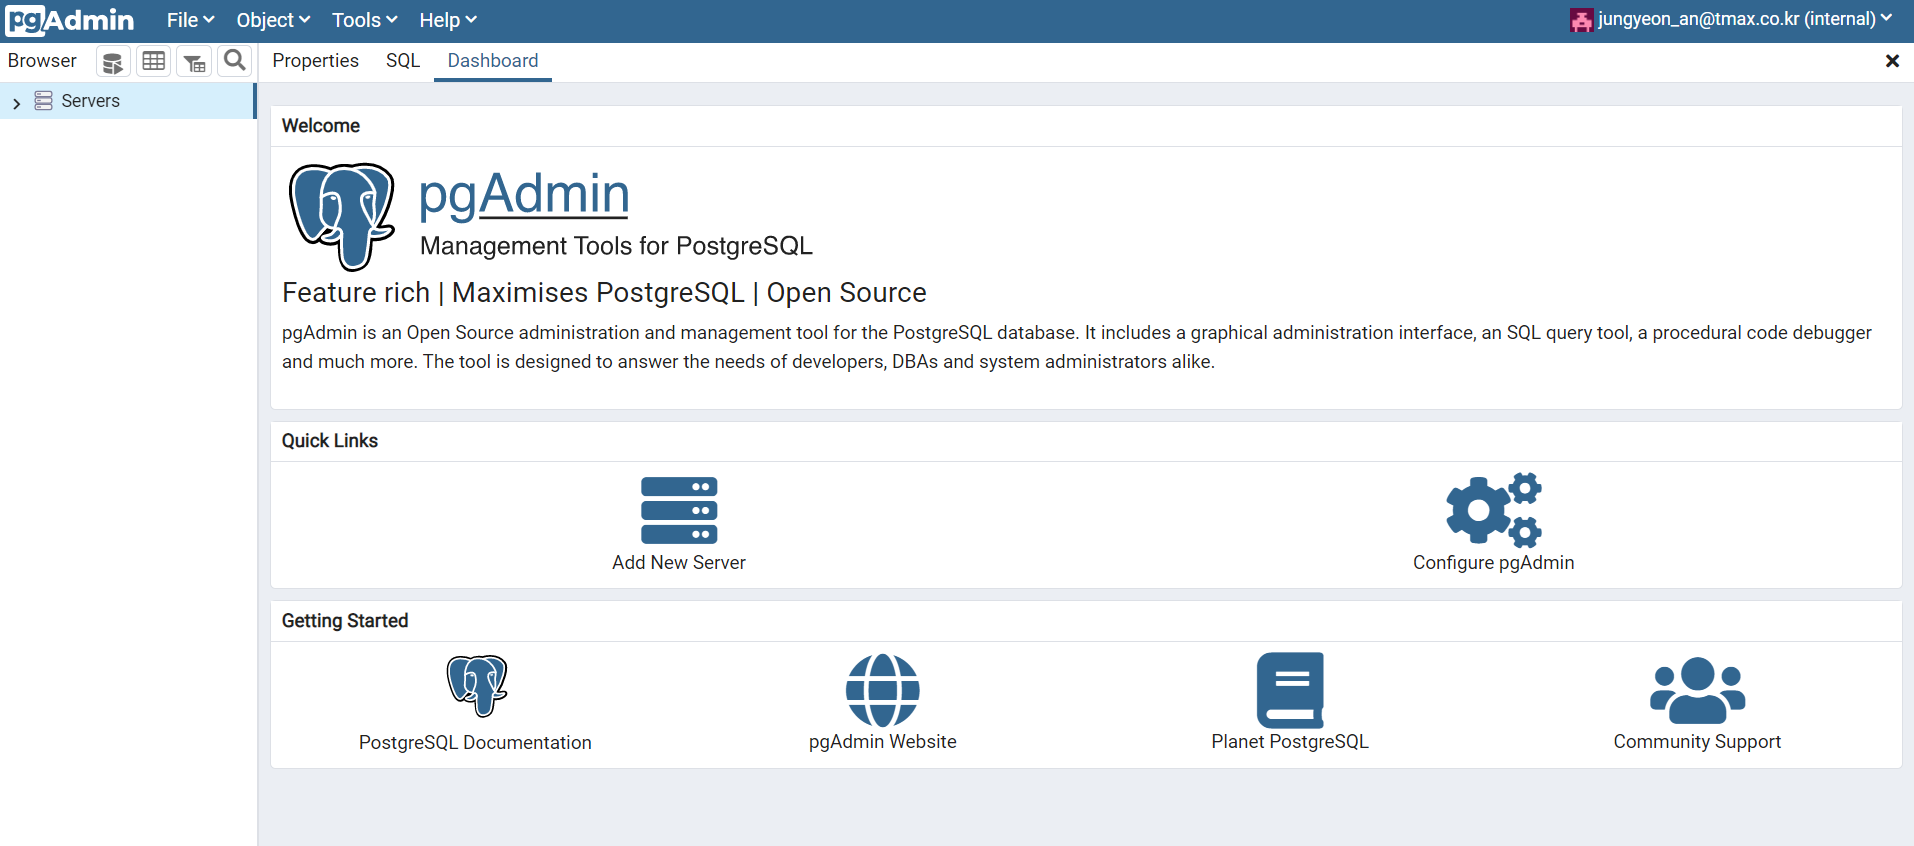 pgAdmin File Object Tools Help jungyeon_an@tmax.co.kr (internal)
Browser Properties SQL Dashboard
Servers
Welcome
pgAdmin
Management Tools for PostgreSQL
Feature rich | Maximises PostgreSQL | Open Source
pgAdmin is an Open Source administration and management tool for the PostgreSQL database. It includes a graphical administration interface, an SQL query tool, a procedural code debugger
and much more. The tool is designed to answer the needs of developers, DBAs and system administrators alike.
Quick Links
Add New Server Configure pgAdmin
Getting Started
PostgreSQL Documentation pgAdmin Website Planet PostgreSQL Community Support